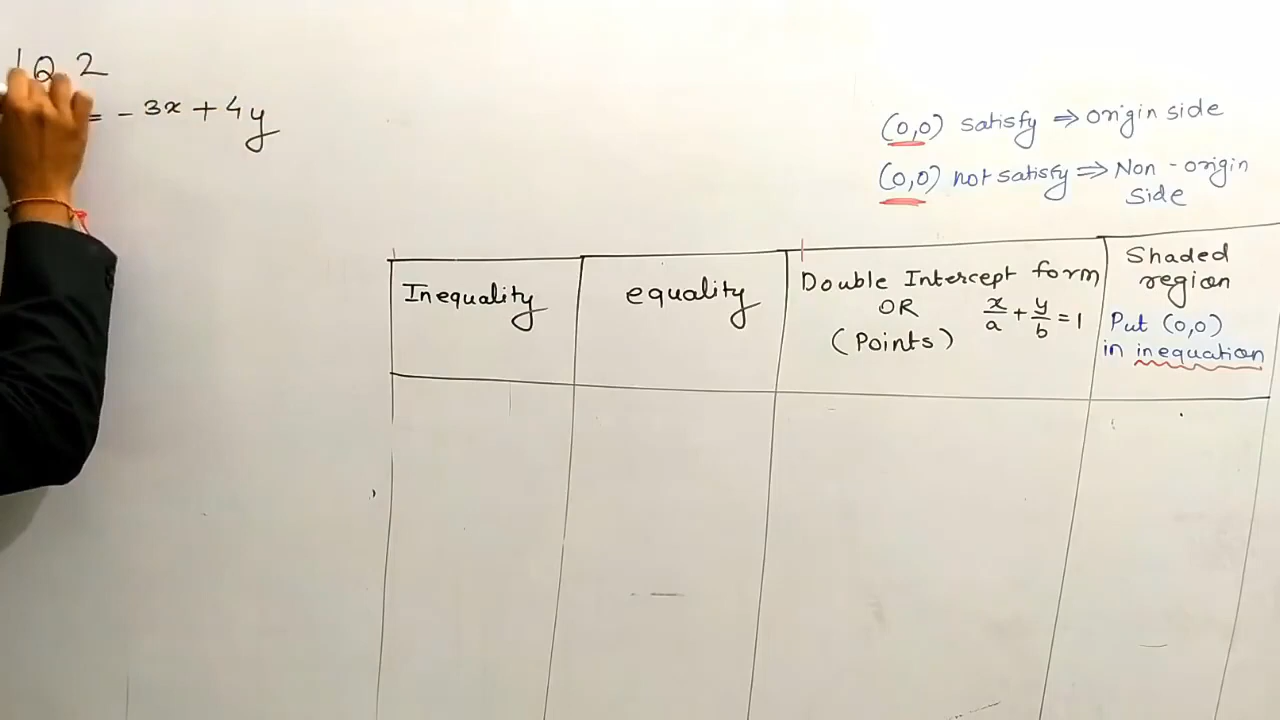 Q 2
= - 3x + 4y
(0,0) satisfy ⇒ origin side
(0,0) not satisfy ⇒ Non - origin
side
Inequality
equality
Double Intercept form
OR x/a + y/b = 1
(Points)
Shaded
region
Put (0,0)
in inequation